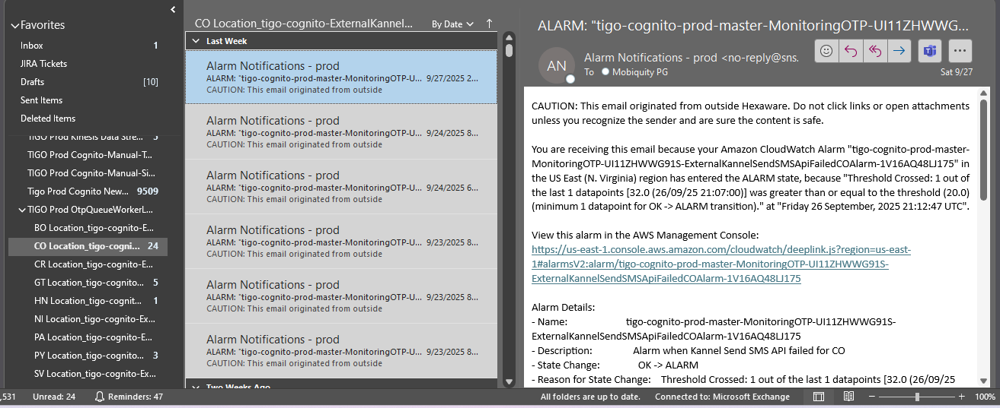 Favorites
Inbox 1
JIRA Tickets
Drafts [10]
Sent Items
Deleted Items
TIGO Prod Kinesis Data Stre... 5
TIGO Prod Cognito-Manual-T...
TIGO Prod Cognito-Manual-Si...
Tigo Prod Cognito New... 9509
TIGO Prod OtpQueueWorkerL...
BO Location_tigo-cognito-E...
CO Location_tigo-cogni... 24
CR Location_tigo-cognito-E...
GT Location_tigo-cognito... 5
HN Location_tigo-cognit... 1
NI Location_tigo-cognito-Ex...
PA Location_tigo-cognito-E...
PY Location_tigo-cognito... 3
SV Location_tigo-cognito-Ex...
CO Location_tigo-cognito-ExternalKannel... By Date
Last Week
Alarm Notifications - prod
ALARM: "tigo-cognito-prod-master-MonitoringOTP-U... 9/27/2025 2...
CAUTION: This email originated from outside
Alarm Notifications - prod
ALARM: "tigo-cognito-prod-master-MonitoringOTP-U... 9/24/2025 8...
CAUTION: This email originated from outside
Alarm Notifications - prod
ALARM: "tigo-cognito-prod-master-MonitoringOTP-U... 9/24/2025 6...
CAUTION: This email originated from outside
Alarm Notifications - prod
ALARM: "tigo-cognito-prod-master-MonitoringOTP-U... 9/23/2025 8...
CAUTION: This email originated from outside
Alarm Notifications - prod
ALARM: "tigo-cognito-prod-master-MonitoringOTP-U... 9/23/2025 8...
CAUTION: This email originated from outside
Alarm Notifications - prod
ALARM: "tigo-cognito-prod-master-MonitoringOTP-U... 9/23/2025 8...
CAUTION: This email originated from outside
Two Weeks Ago
ALARM: "tigo-cognito-prod-master-MonitoringOTP-UI11ZHWWG...
AN
Alarm Notifications - prod <no-reply@sns.
To Mobiquity PG
Sat 9/27
CAUTION: This email originated from outside Hexaware. Do not click links or open attachments
unless you recognize the sender and are sure the content is safe.
You are receiving this email because your Amazon CloudWatch Alarm "tigo-cognito-prod-master-
MonitoringOTP-UI11ZHWWG91S-ExternalKannelSendSMSApiFailedCOAlarm-1V16AQ48LJ175" in
the US East (N. Virginia) region has entered the ALARM state, because "Threshold Crossed: 1 out of
the last 1 datapoints [32.0 (26/09/25 21:07:00)] was greater than or equal to the threshold (20.0)
(minimum 1 datapoint for OK -> ALARM transition)." at "Friday 26 September, 2025 21:12:47 UTC".
View this alarm in the AWS Management Console:
https://us-east-1.console.aws.amazon.com/cloudwatch/deeplink.js?region=us-east-
1#alarmsV2:alarm/tigo-cognito-prod-master-MonitoringOTP-UI11ZHWWG91S-
ExternalKannelSendSMSApiFailedCOAlarm-1V16AQ48LJ175
Alarm Details:
- Name: tigo-cognito-prod-master-MonitoringOTP-UI11ZHWWG91S-
ExternalKannelSendSMSApiFailedCOAlarm-1V16AQ48LJ175
- Description: Alarm when Kannel Send SMS API failed for CO
- State Change: OK -> ALARM
- Reason for State Change: Threshold Crossed: 1 out of the last 1 datapoints [32.0 (26/09/25
,531 Unread: 24 Reminders: 47 All folders are up to date. Connected to: Microsoft Exchange 100%